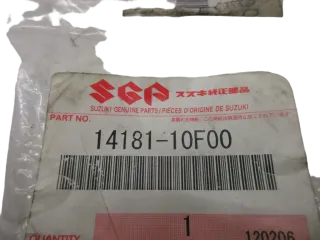 SGP スズキ純正部品
SUZUKI GENUINE PARTS/PIÈCES D'ORIGINE DE SUZUKI
PART NO.
14181-10F00
QUANTITY
1
120206